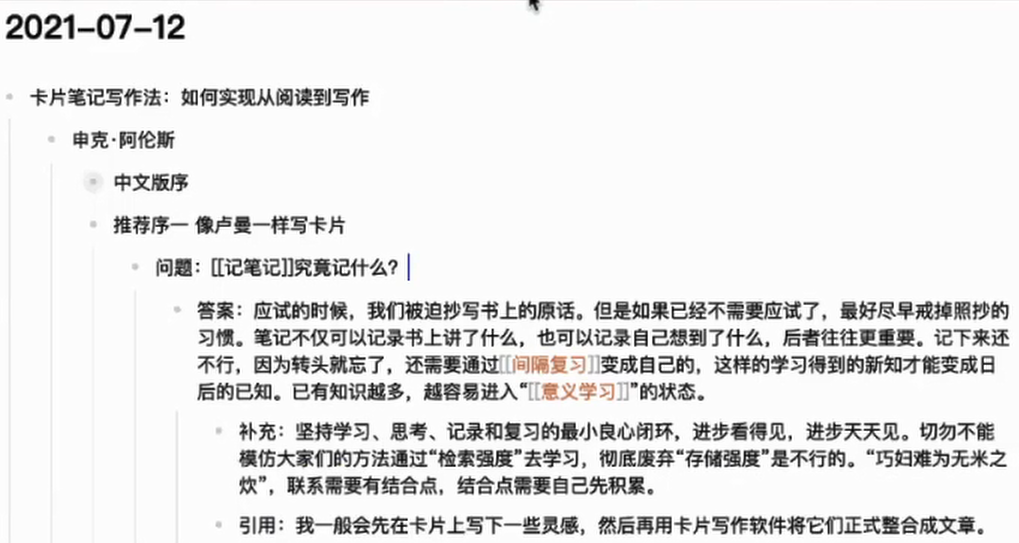 2021-07-12
卡片笔记写作法：如何实现从阅读到写作
申克·阿伦斯
中文版序
推荐序一 像卢曼一样写卡片
问题：[[记笔记]]究竟记什么？
答案：应试的时候，我们被迫抄写书上的原话。但是如果已经不需要应试了，最好尽早戒掉照抄的
习惯。笔记不仅可以记录书上讲了什么，也可以记录自己想到了什么，后者往往更重要。记下来还
不行，因为转头就忘了，还需要通过[[间隔复习]]变成自己的，这样的学习得到的新知才能变成日
后的已知。已有知识越多，越容易进入“[[意义学习]]”的状态。
补充：坚持学习、思考、记录和复习的最小良心闭环，进步看得见，进步天天见。切勿不能
模仿大家们的方法通过“检索强度”去学习，彻底废弃“存储强度”是不行的。“巧妇难为无米之
炊”，联系需要有结合点，结合点需要自己先积累。
引用：我一般会先在卡片上写下一些灵感，然后再用卡片写作软件将它们正式整合成文章。